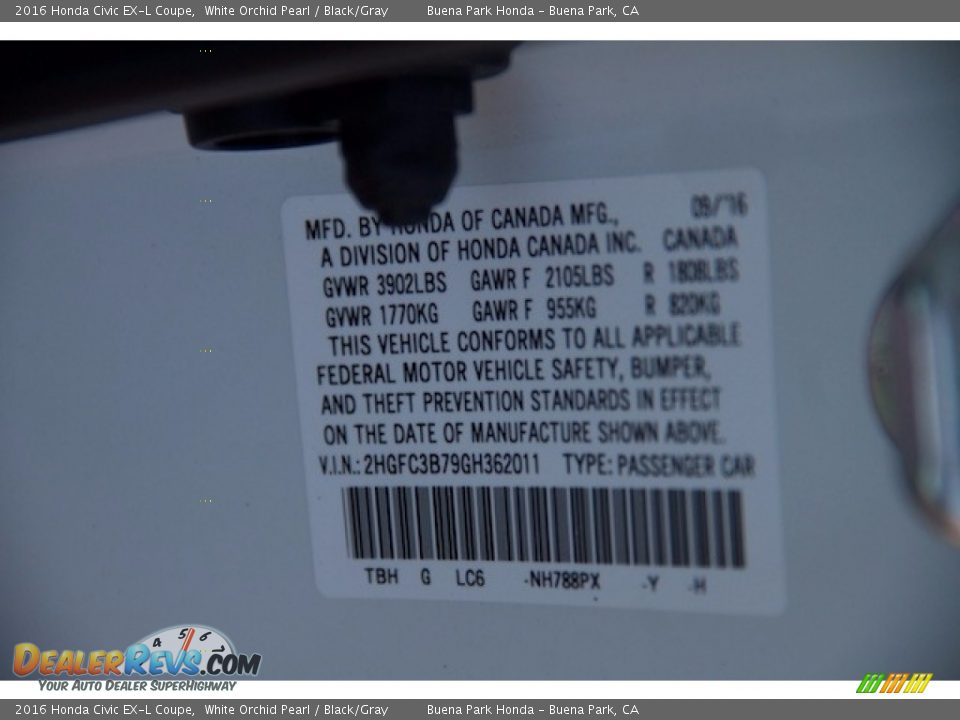 2016 Honda Civic EX-L Coupe, White Orchid Pearl / Black/Gray Buena Park Honda - Buena Park, CA
MFD. BY HONDA OF CANADA MFG., 09/'16
A DIVISION OF HONDA CANADA INC. CANADA
GVWR 3902LBS GAWR F 2105LBS R 1808LBS
GVWR 1770KG GAWR F 955KG R 820KG
THIS VEHICLE CONFORMS TO ALL APPLICABLE
FEDERAL MOTOR VEHICLE SAFETY, BUMPER,
AND THEFT PREVENTION STANDARDS IN EFFECT
ON THE DATE OF MANUFACTURE SHOWN ABOVE.
V.I.N.: 2HGFC3B79GH362011 TYPE: PASSENGER CAR
TBH G LC6 -NH788PX -Y -H
4 5 6 7
DEALERREVS.COM
YOUR AUTO DEALER SUPERHIGHWAY
2016 Honda Civic EX-L Coupe, White Orchid Pearl / Black/Gray Buena Park Honda - Buena Park, CA